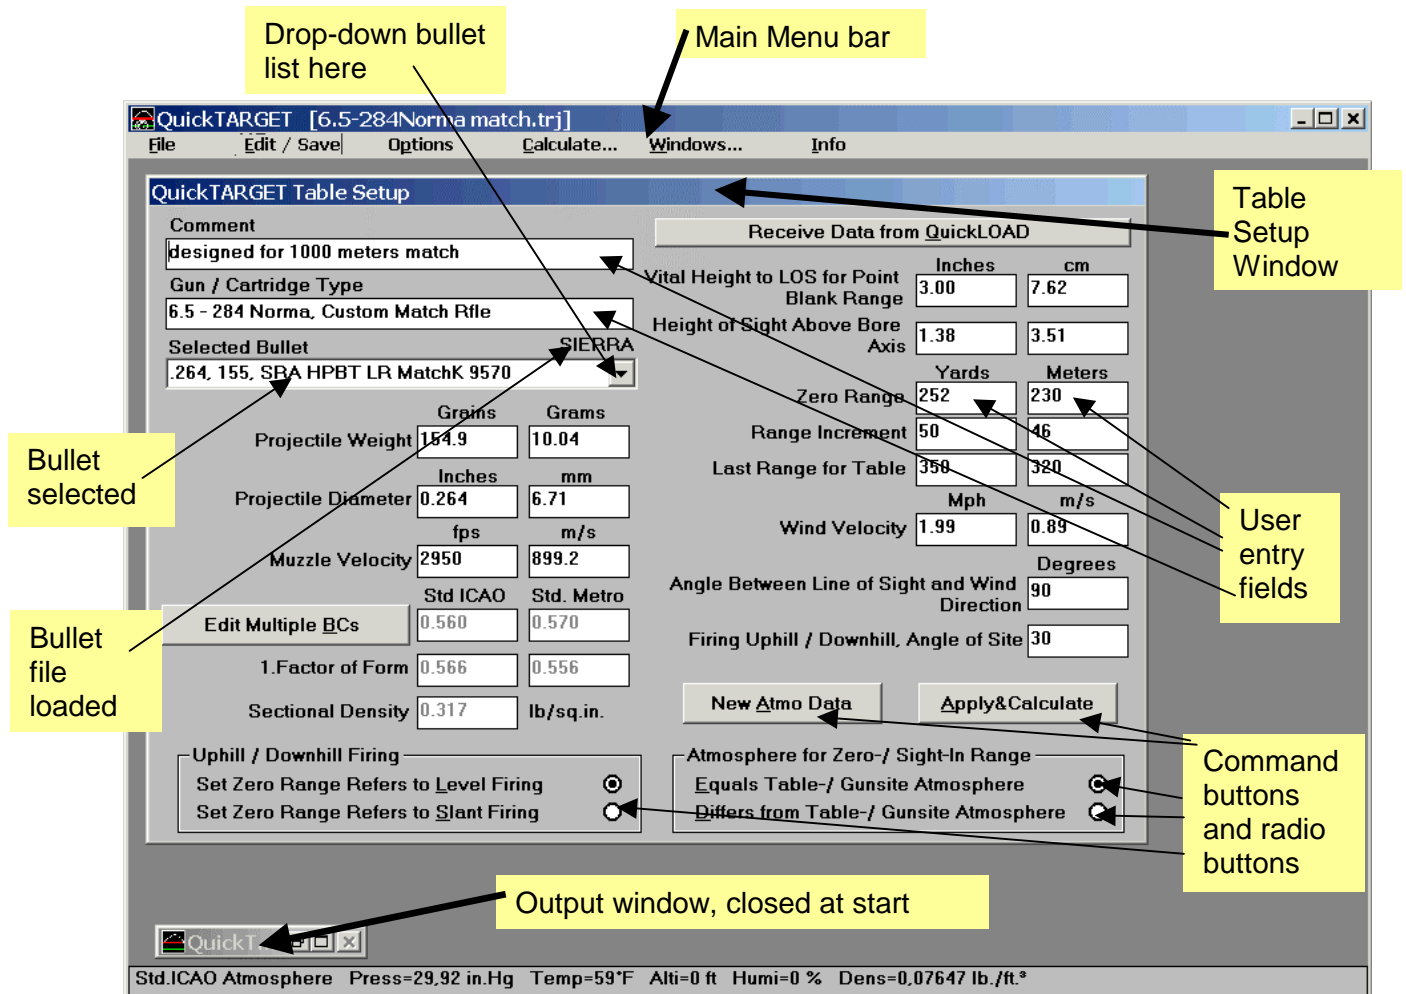 Drop-down bullet
list here
Main Menu bar
QuickTARGET [6.5-284Norma match.trj]
File Edit / Save Options Calculate... Windows... Info
QuickTARGET Table Setup
Table
Setup
Window
Comment
designed for 1000 meters match
Gun / Cartridge Type
6.5 - 284 Norma, Custom Match Rfle
Selected Bullet SIERRA
.264, 155, SRA HPBT LR MatchK 9570
Grains Grams
Projectile Weight 154.9 10.04
Inches mm
Projectile Diameter 0.264 6.71
fps m/s
Muzzle Velocity 2950 899.2
Std ICAO Std. Metro
Edit Multiple BCs 0.560 0.570
1.Factor of Form 0.566 0.556
Sectional Density 0.317 lb/sq.in.
Receive Data from QuickLOAD
Inches cm
Vital Height to LOS for Point
Blank Range 3.00 7.62
Height of Sight Above Bore
Axis 1.38 3.51
Yards Meters
Zero Range 252 230
Range Increment 50 46
Last Range for Table 350 320
Mph m/s
Wind Velocity 1.99 0.89
Degrees
Angle Between Line of Sight and Wind
Direction 90
Firing Uphill / Downhill, Angle of Site 30
New Atmo Data Apply&Calculate
Uphill / Downhill Firing
Set Zero Range Refers to Level Firing
Set Zero Range Refers to Slant Firing
Atmosphere for Zero-/ Sight-In Range
Equals Table-/ Gunsite Atmosphere
Differs from Table-/ Gunsite Atmosphere
Bullet
selected
Bullet
file
loaded
User
entry
fields
Command
buttons
and radio
buttons
Output window, closed at start
QuickT...
Std.ICAO Atmosphere Press=29,92 in.Hg Temp=59°F Alti=0 ft Humi=0 % Dens=0,07647 lb./ft.³